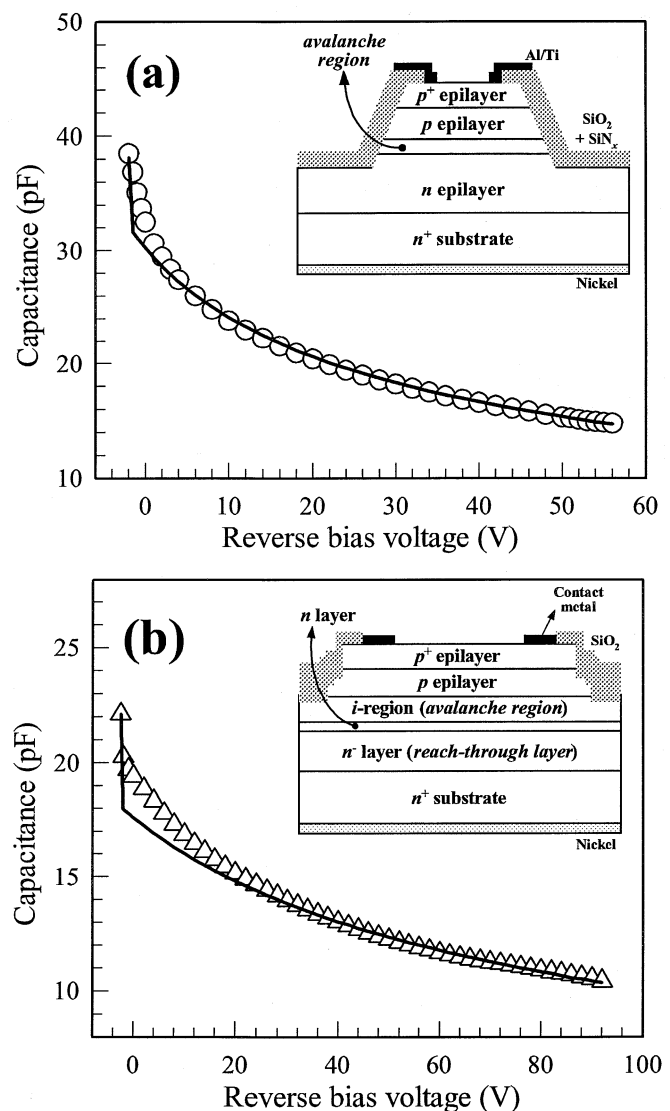 50
40
30
20
10
Capacitance (pF)
(a)
avalanche
region
Al/Ti
p+ epilayer
p epilayer
SiO2
+ SiNx
n epilayer
n+ substrate
Nickel
0 10 20 30 40 50 60
Reverse bias voltage (V)
25
20
15
10
Capacitance (pF)
(b)
n layer
Contact
metal
SiO2
p+ epilayer
p epilayer
i-region (avalanche region)
n- layer (reach-through layer)
n+ substrate
Nickel
0 20 40 60 80 100
Reverse bias voltage (V)